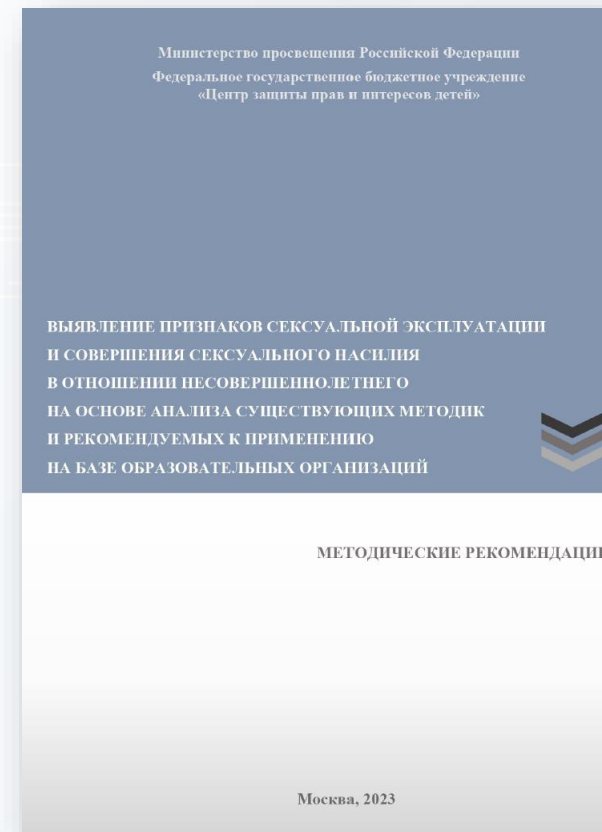 Министерство просвещения Российской Федерации
Федеральное государственное бюджетное учреждение
«Центр защиты прав и интересов детей»
ВЫЯВЛЕНИЕ ПРИЗНАКОВ СЕКСУАЛЬНОЙ ЭКСПЛУАТАЦИИ
И СОВЕРШЕНИЯ СЕКСУАЛЬНОГО НАСИЛИЯ
В ОТНОШЕНИИ НЕСОВЕРШЕННОЛЕТНЕГО
НА ОСНОВЕ АНАЛИЗА СУЩЕСТВУЮЩИХ МЕТОДИК
И РЕКОМЕНДУЕМЫХ К ПРИМЕНЕНИЮ
НА БАЗЕ ОБРАЗОВАТЕЛЬНЫХ ОРГАНИЗАЦИЙ
МЕТОДИЧЕСКИЕ РЕКОМЕНДАЦИИ
Москва, 2023